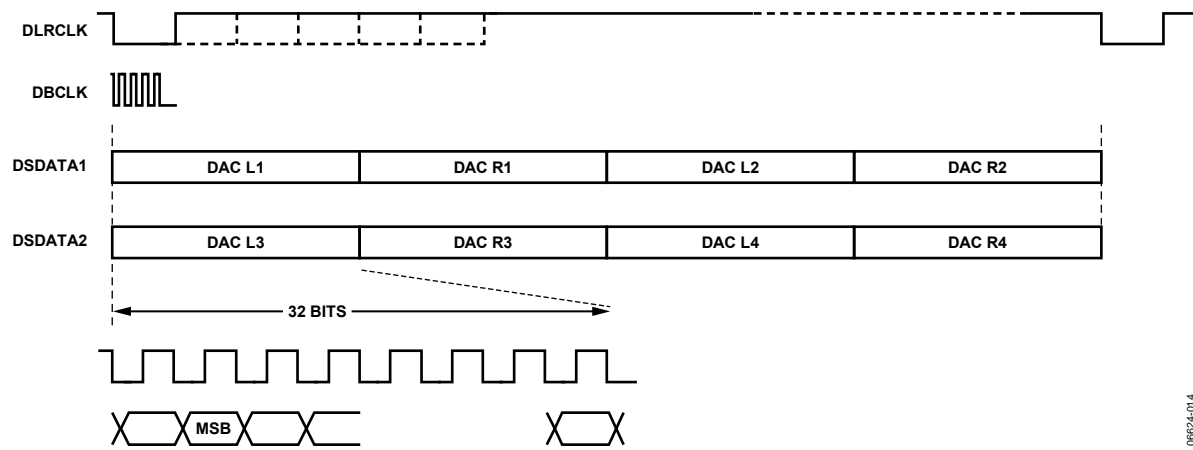 DLRCLK
DBCLK
DSDATA1 DAC L1 DAC R1 DAC L2 DAC R2
DSDATA2 DAC L3 DAC R3 DAC L4 DAC R4
32 BITS
MSB
06624-014